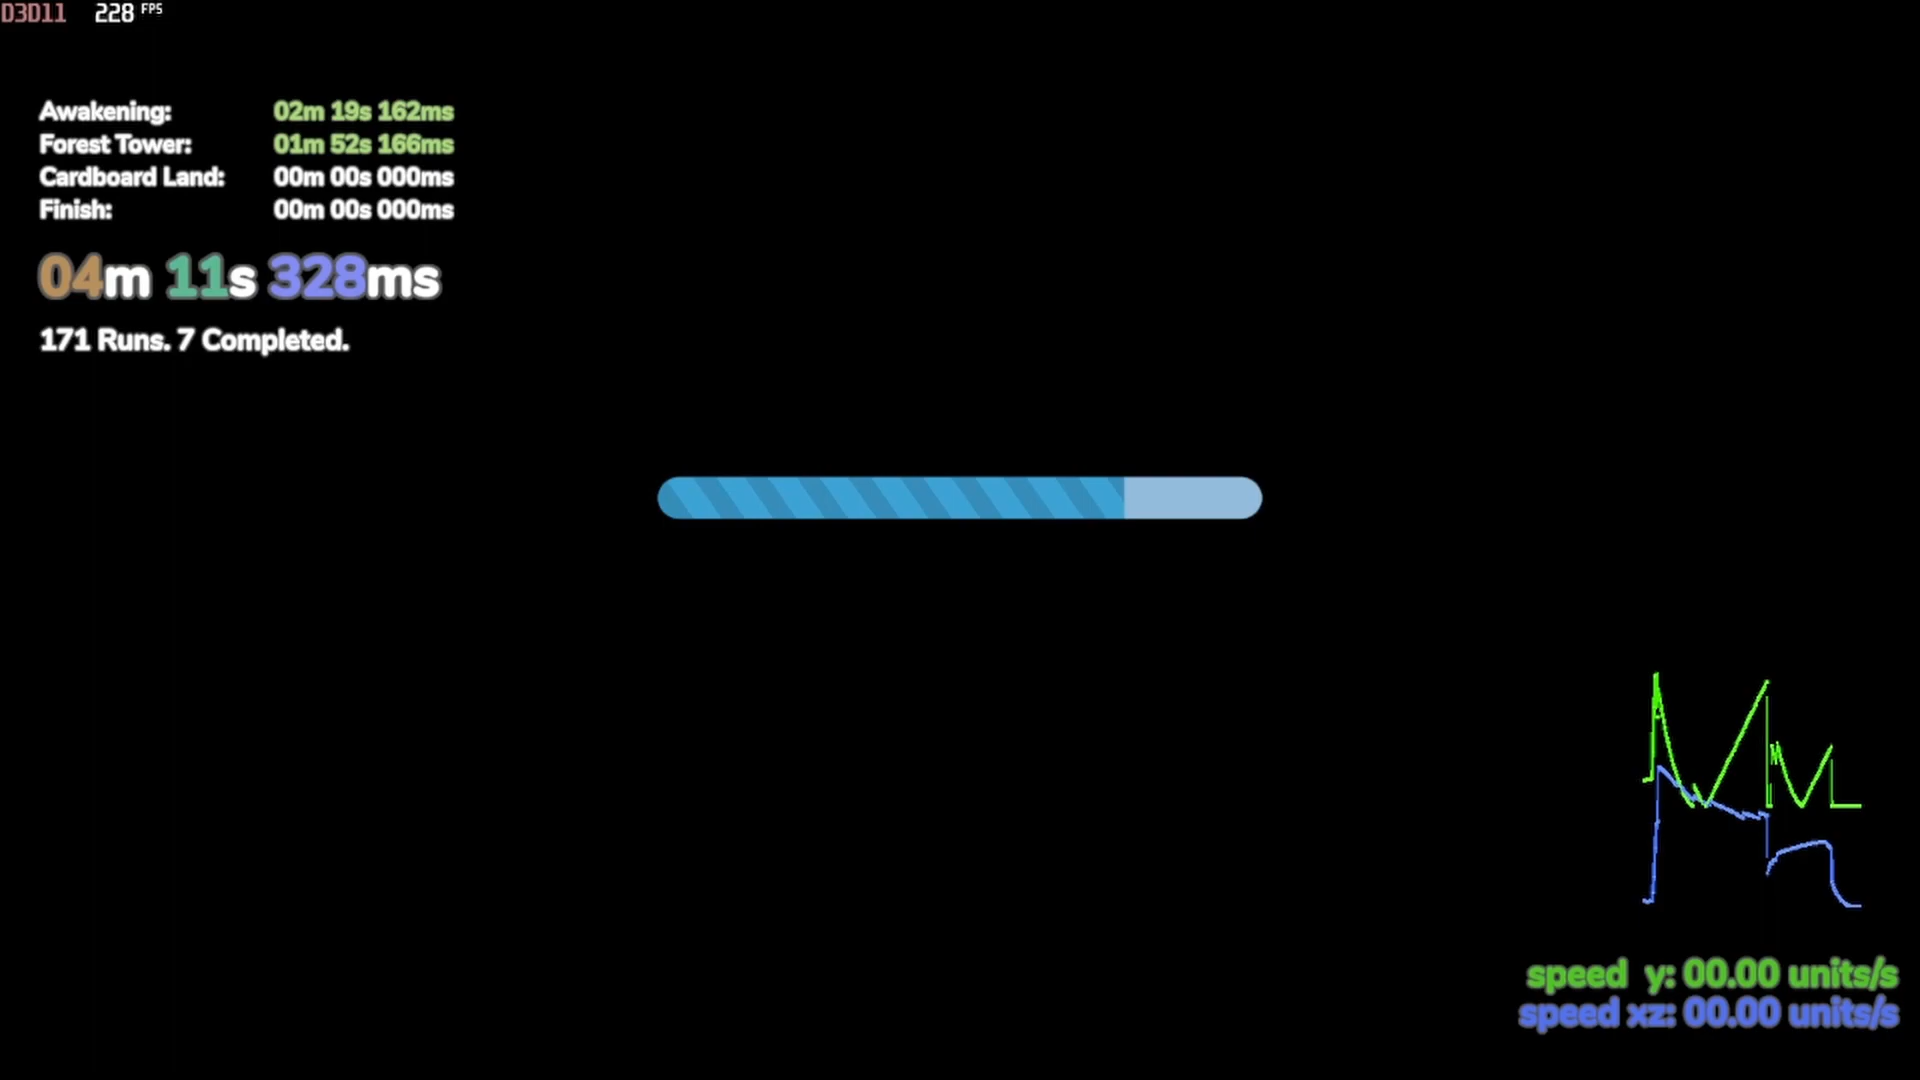 D3D11 228 FPS
Awakening: 02m 19s 162ms
Forest Tower: 01m 52s 166ms
Cardboard Land: 00m 00s 000ms
Finish: 00m 00s 000ms
04m 11s 328ms
171 Runs. 7 Completed.
speed y: 00.00 units/s
speed xz: 00.00 units/s